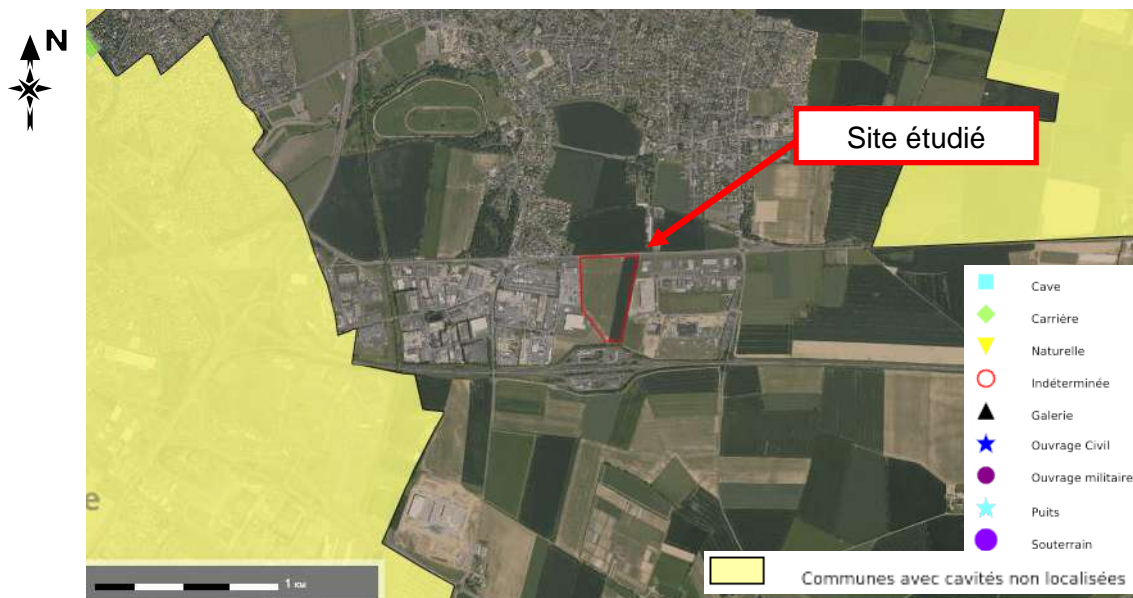 N
Site étudié
Cave
Carrière
Naturelle
Indéterminée
Galerie
Ouvrage Civil
Ouvrage militaire
Puits
Souterrain
e
1 KM
Communes avec cavités non localisées